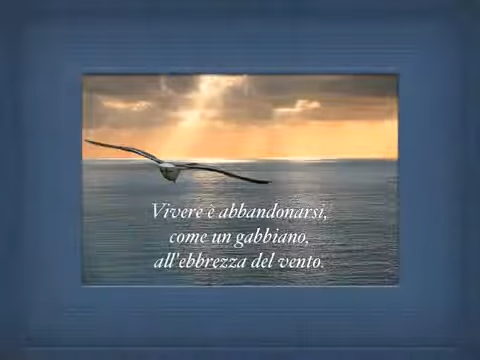 Vivere è abbandonarsi,
come un gabbiano,
all'ebbrezza del vento.